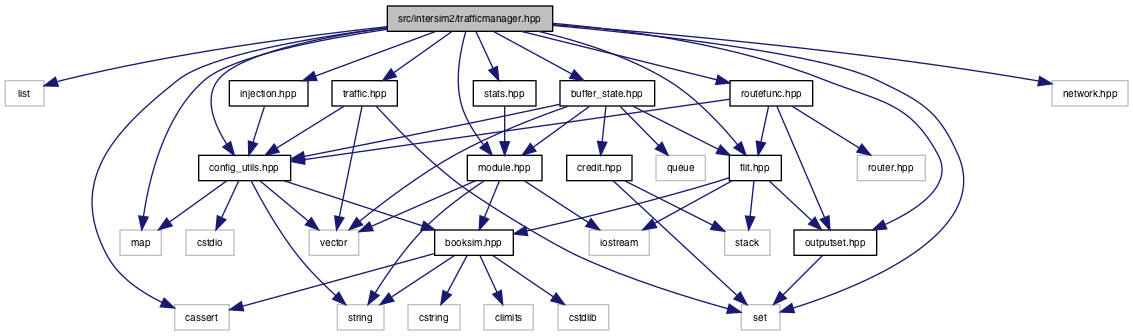 src/intersim2/trafficmanager.hpp
list
injection.hpp
traffic.hpp
stats.hpp
buffer_state.hpp
routefunc.hpp
network.hpp
config_utils.hpp
module.hpp
credit.hpp
queue
flit.hpp
router.hpp
map
cstdio
vector
booksim.hpp
iostream
stack
outputset.hpp
cassert
string
cstring
climits
cstdlib
set